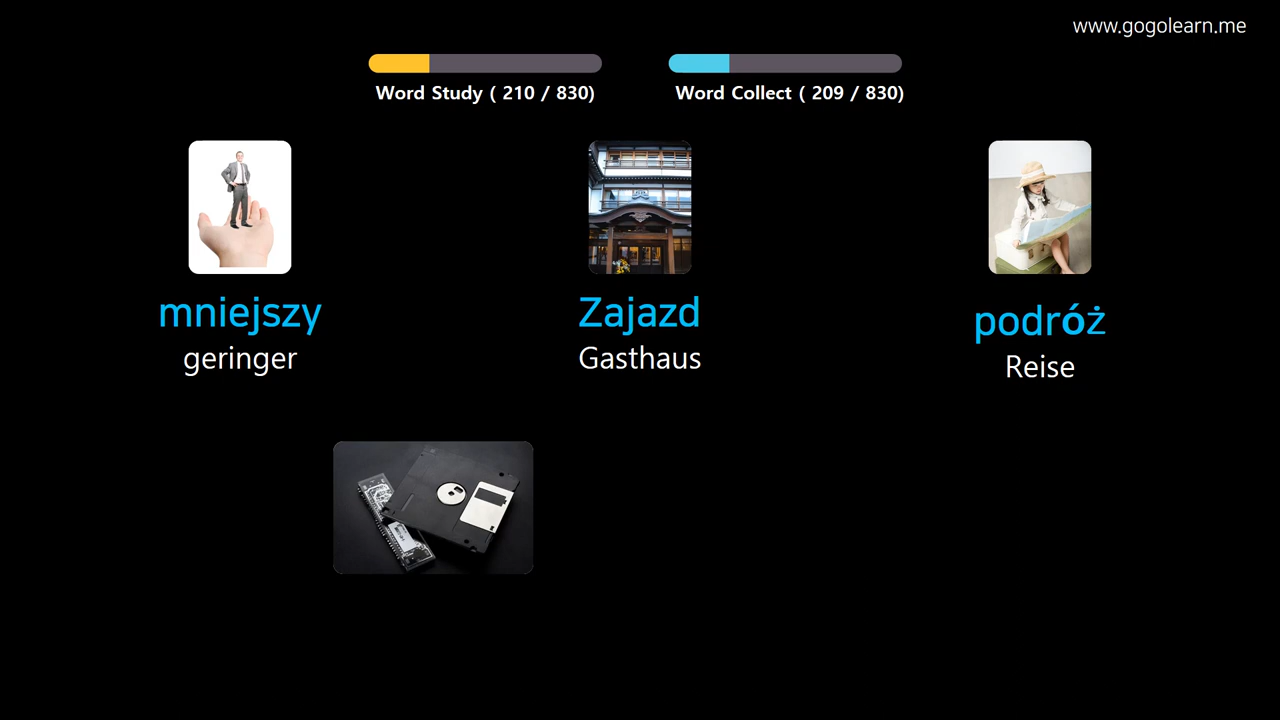 www.gogolearn.me
Word Study ( 210 / 830)
Word Collect ( 209 / 830)
mniejszy
geringer
Zajazd
Gasthaus
podróż
Reise